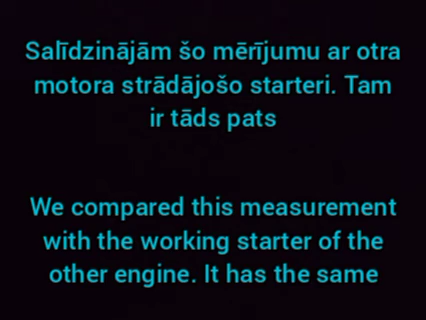 Salīdzinājām šo mērījumu ar otra
motora strādājošo starteri. Tam
ir tāds pats
We compared this measurement
with the working starter of the
other engine. It has the same